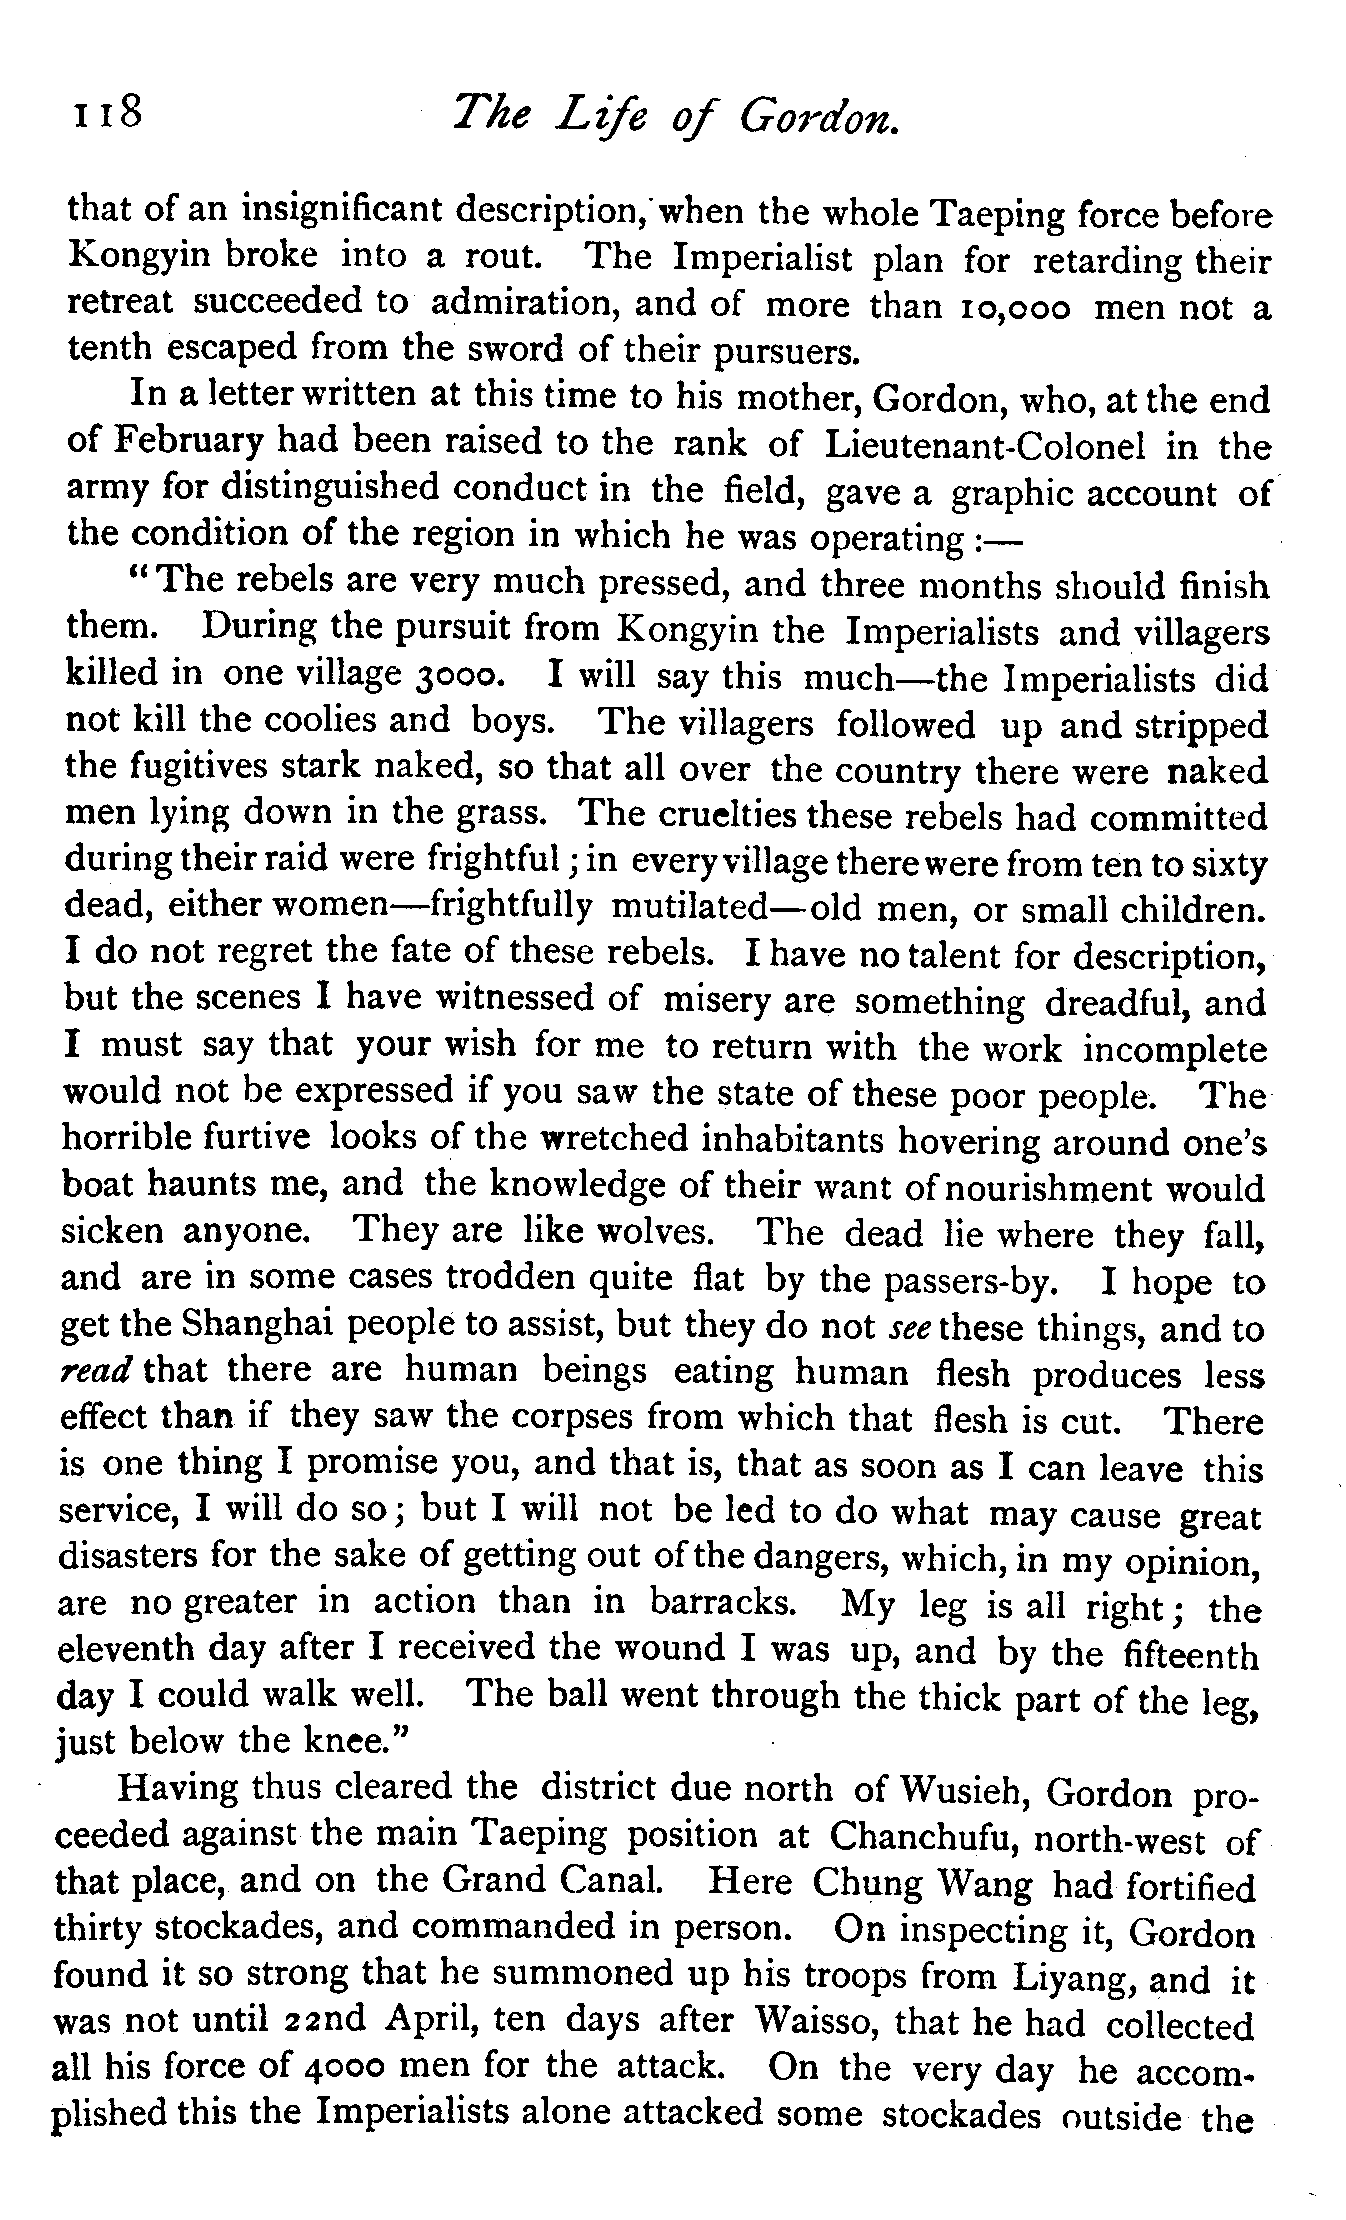 118 The Life of Gordon.
that of an insignificant description, when the whole Taeping force before
Kongyin broke into a rout. The Imperialist plan for retarding their
retreat succeeded to admiration, and of more than 10,000 men not a
tenth escaped from the sword of their pursuers.
In a letter written at this time to his mother, Gordon, who, at the end
of February had been raised to the rank of Lieutenant-Colonel in the
army for distinguished conduct in the field, gave a graphic account of
the condition of the region in which he was operating :—
"The rebels are very much pressed, and three months should finish
them. During the pursuit from Kongyin the Imperialists and villagers
killed in one village 3000. I will say this much—the Imperialists did
not kill the coolies and boys. The villagers followed up and stripped
the fugitives stark naked, so that all over the country there were naked
men lying down in the grass. The cruelties these rebels had committed
during their raid were frightful ; in every village there were from ten to sixty
dead, either women—frightfully mutilated—old men, or small children.
I do not regret the fate of these rebels. I have no talent for description,
but the scenes I have witnessed of misery are something dreadful, and
I must say that your wish for me to return with the work incomplete
would not be expressed if you saw the state of these poor people. The
horrible furtive looks of the wretched inhabitants hovering around one's
boat haunts me, and the knowledge of their want of nourishment would
sicken anyone. They are like wolves. The dead lie where they fall,
and are in some cases trodden quite flat by the passers-by. I hope to
get the Shanghai people to assist, but they do not see these things, and to
read that there are human beings eating human flesh produces less
effect than if they saw the corpses from which that flesh is cut. There
is one thing I promise you, and that is, that as soon as I can leave this
service, I will do so ; but I will not be led to do what may cause great
disasters for the sake of getting out of the dangers, which, in my opinion,
are no greater in action than in barracks. My leg is all right ; the
eleventh day after I received the wound I was up, and by the fifteenth
day I could walk well. The ball went through the thick part of the leg,
just below the knee."
Having thus cleared the district due north of Wusieh, Gordon pro-
ceeded against the main Taeping position at Chanchufu, north-west of
that place, and on the Grand Canal. Here Chung Wang had fortified
thirty stockades, and commanded in person. On inspecting it, Gordon
found it so strong that he summoned up his troops from Liyang, and it
was not until 22nd April, ten days after Waisso, that he had collected
all his force of 4000 men for the attack. On the very day he accom-
plished this the Imperialists alone attacked some stockades outside the